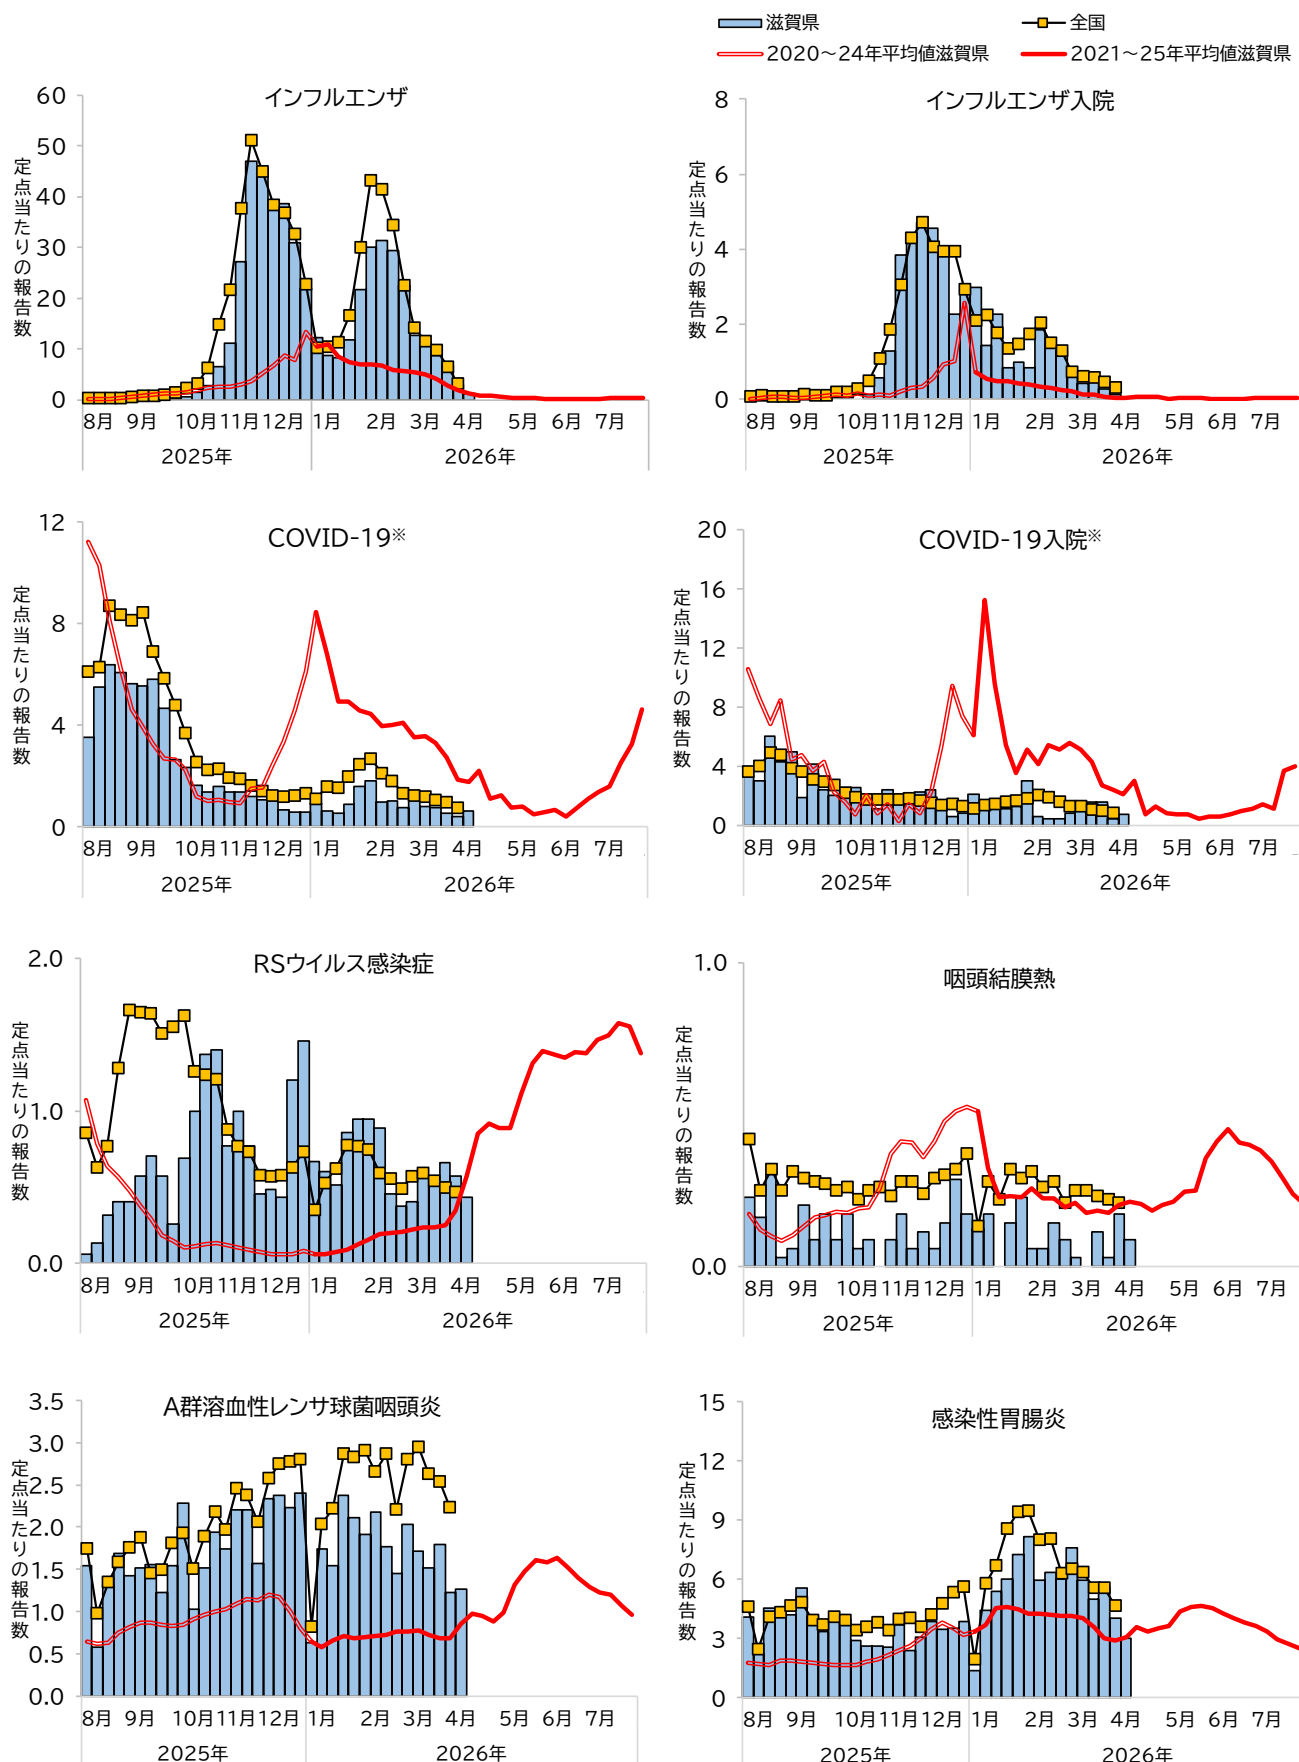 滋賀県 全国
2020～24年平均値滋賀県 2021～25年平均値滋賀県
インフルエンザ
定点当たりの報告数
60
50
40
30
20
10
0
8月 9月 10月 11月 12月 1月 2月 3月 4月 5月 6月 7月
2025年 2026年
インフルエンザ入院
定点当たりの報告数
8
6
4
2
0
8月 9月 10月 11月 12月 1月 2月 3月 4月 5月 6月 7月
2025年 2026年
COVID-19※
定点当たりの報告数
12
8
4
0
8月 9月 10月 11月 12月 1月 2月 3月 4月 5月 6月 7月
2025年 2026年
COVID-19入院※
定点当たりの報告数
20
16
12
8
4
0
8月 9月 10月 11月 12月 1月 2月 3月 4月 5月 6月 7月
2025年 2026年
RSウイルス感染症
定点当たりの報告数
2.0
1.0
0.0
8月 9月 10月 11月 12月 1月 2月 3月 4月 5月 6月 7月
2025年 2026年
咽頭結膜熱
定点当たりの報告数
1.0
0.0
8月 9月 10月 11月 12月 1月 2月 3月 4月 5月 6月 7月
2025年 2026年
A群溶血性レンサ球菌咽頭炎
定点当たりの報告数
3.5
3.0
2.5
2.0
1.5
1.0
0.5
0.0
8月 9月 10月 11月 12月 1月 2月 3月 4月 5月 6月 7月
2025年 2026年
感染性胃腸炎
定点当たりの報告数
15
12
9
6
3
0
8月 9月 10月 11月 12月 1月 2月 3月 4月 5月 6月 7月
2025年 2026年